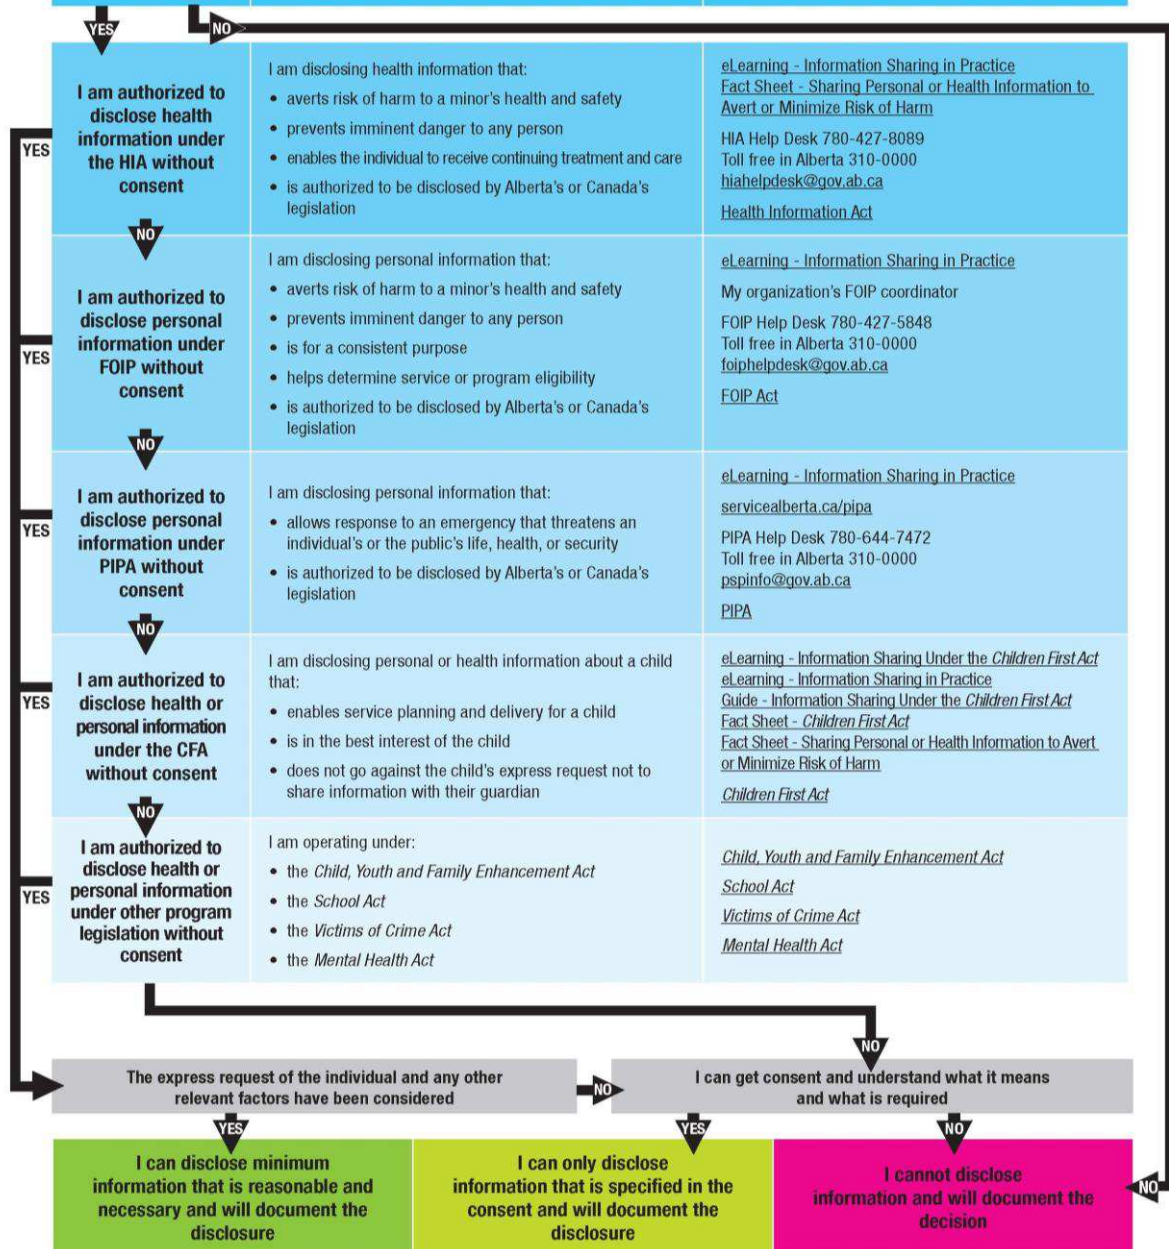 YES
NO
I am authorized to
disclose health
information under
the HIA without
consent
I am disclosing health information that:
• averts risk of harm to a minor's health and safety
• prevents imminent danger to any person
• enables the individual to receive continuing treatment and care
• is authorized to be disclosed by Alberta's or Canada's
legislation
eLearning - Information Sharing in Practice
Fact Sheet - Sharing Personal or Health Information to
Avert or Minimize Risk of Harm
HIA Help Desk 780-427-8089
Toll free in Alberta 310-0000
hiahelpdesk@gov.ab.ca
Health Information Act
YES
NO
I am authorized to
disclose personal
information under
FOIP without
consent
I am disclosing personal information that:
• averts risk of harm to a minor's health and safety
• prevents imminent danger to any person
• is for a consistent purpose
• helps determine service or program eligibility
• is authorized to be disclosed by Alberta's or Canada's
legislation
eLearning - Information Sharing in Practice
My organization's FOIP coordinator
FOIP Help Desk 780-427-5848
Toll free in Alberta 310-0000
foiphelpdesk@gov.ab.ca
FOIP Act
YES
NO
I am authorized to
disclose personal
information under
PIPA without
consent
I am disclosing personal information that:
• allows response to an emergency that threatens an
individual's or the public's life, health, or security
• is authorized to be disclosed by Alberta's or Canada's
legislation
eLearning - Information Sharing in Practice
servicealberta.ca/pipa
PIPA Help Desk 780-644-7472
Toll free in Alberta 310-0000
pspinfo@gov.ab.ca
PIPA
YES
NO
I am authorized to
disclose health or
personal information
under the CFA
without consent
I am disclosing personal or health information about a child
that:
• enables service planning and delivery for a child
• is in the best interest of the child
• does not go against the child's express request not to
share information with their guardian
eLearning - Information Sharing Under the Children First Act
eLearning - Information Sharing in Practice
Guide - Information Sharing Under the Children First Act
Fact Sheet - Children First Act
Fact Sheet - Sharing Personal or Health Information to Avert
or Minimize Risk of Harm
Children First Act
YES
NO
I am authorized to
disclose health or
personal information
under other program
legislation without
consent
I am operating under:
• the Child, Youth and Family Enhancement Act
• the School Act
• the Victims of Crime Act
• the Mental Health Act
Child, Youth and Family Enhancement Act
School Act
Victims of Crime Act
Mental Health Act
YES
NO
The express request of the individual and any other
relevant factors have been considered
NO
I can get consent and understand what it means
and what is required
YES
YES
NO
I can disclose minimum
information that is reasonable and
necessary and will document the
disclosure
I can only disclose
information that is specified in the
consent and will document the
disclosure
I cannot disclose
information and will document the
decision
NO